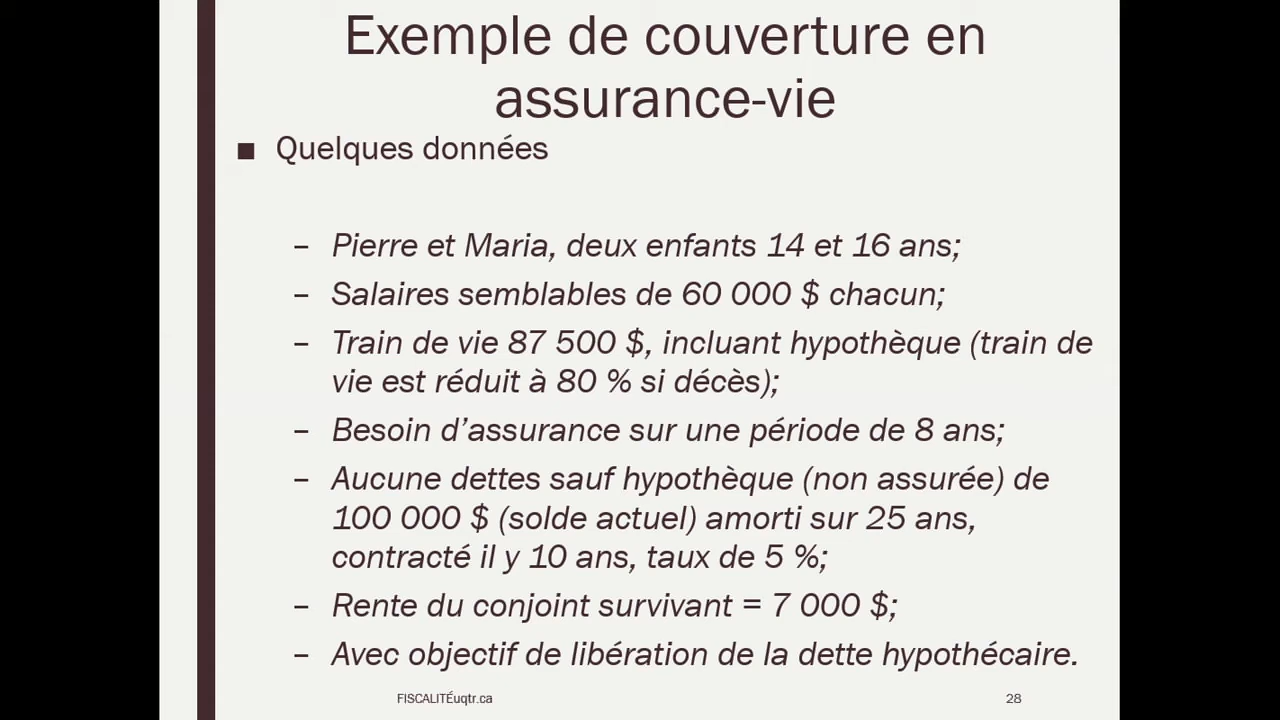 Exemple de couverture en
assurance-vie
■ Quelques données
– Pierre et Maria, deux enfants 14 et 16 ans;
– Salaires semblables de 60 000 $ chacun;
– Train de vie 87 500 $, incluant hypothèque (train de
vie est réduit à 80 % si décès);
– Besoin d’assurance sur une période de 8 ans;
– Aucune dettes sauf hypothèque (non assurée) de
100 000 $ (solde actuel) amorti sur 25 ans,
contracté il y 10 ans, taux de 5 %;
– Rente du conjoint survivant = 7 000 $;
– Avec objectif de libération de la dette hypothécaire.
FISCALITÉuqtr.ca 28